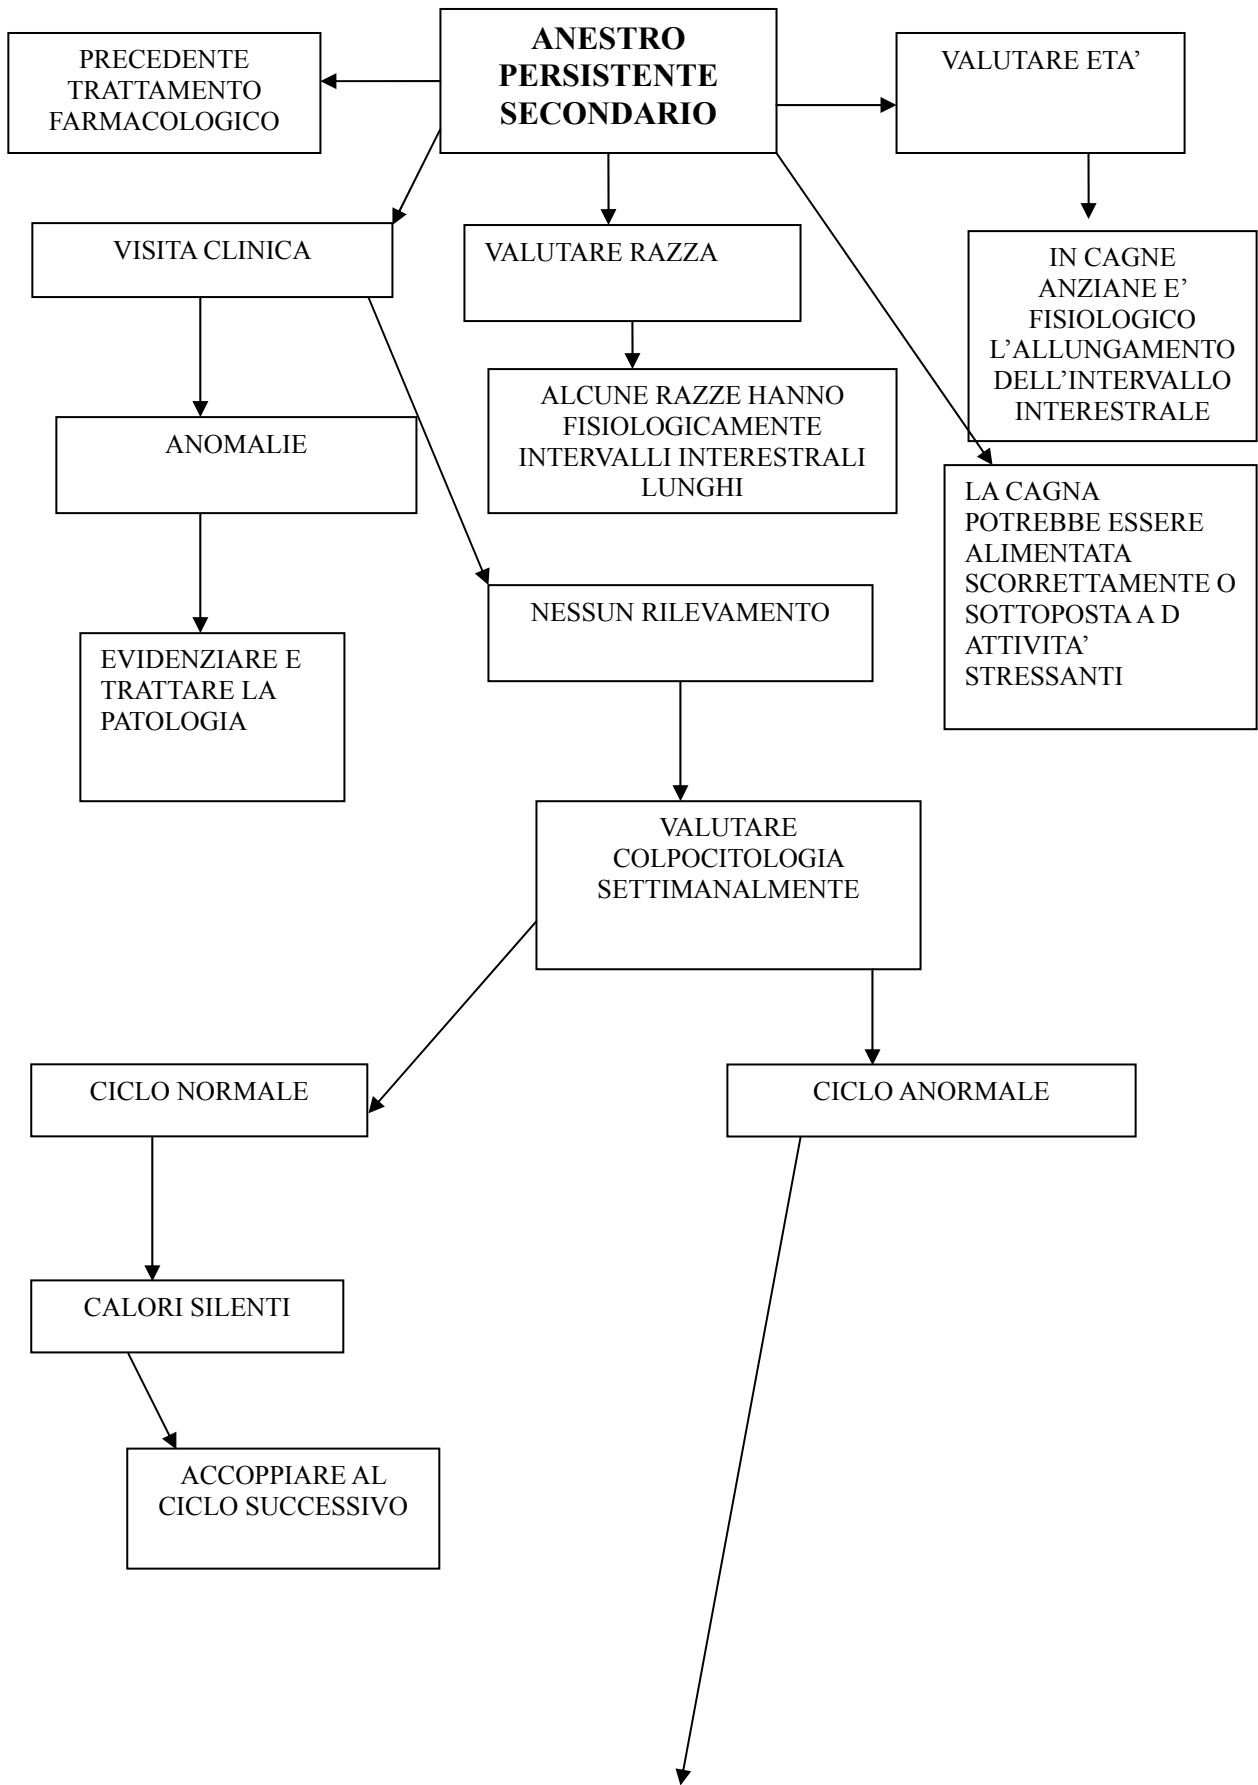 ANESTRO
PERSISTENTE
SECONDARIO
PRECEDENTE
TRATTAMENTO
FARMACOLOGICO
VALUTARE ETA’
VISITA CLINICA
VALUTARE RAZZA
IN CAGNE
ANZIANE E’
FISIOLOGICO
L’ALLUNGAMENTO
DELL’INTERVALLO
INTERESTRALE
ALCUNE RAZZE HANNO
FISIOLOGICAMENTE
INTERVALLI INTERESTRALI
LUNGHI
ANOMALIE
LA CAGNA
POTREBBE ESSERE
ALIMENTATA
SCORRETTAMENTE O
SOTTOPOSTA A D
ATTIVITA’
STRESSANTI
NESSUN RILEVAMENTO
EVIDENZIARE E
TRATTARE LA
PATOLOGIA
VALUTARE
COLPOCITOLOGIA
SETTIMANALMENTE
CICLO NORMALE
CICLO ANORMALE
CALORI SILENTI
ACCOPPIARE AL
CICLO SUCCESSIVO